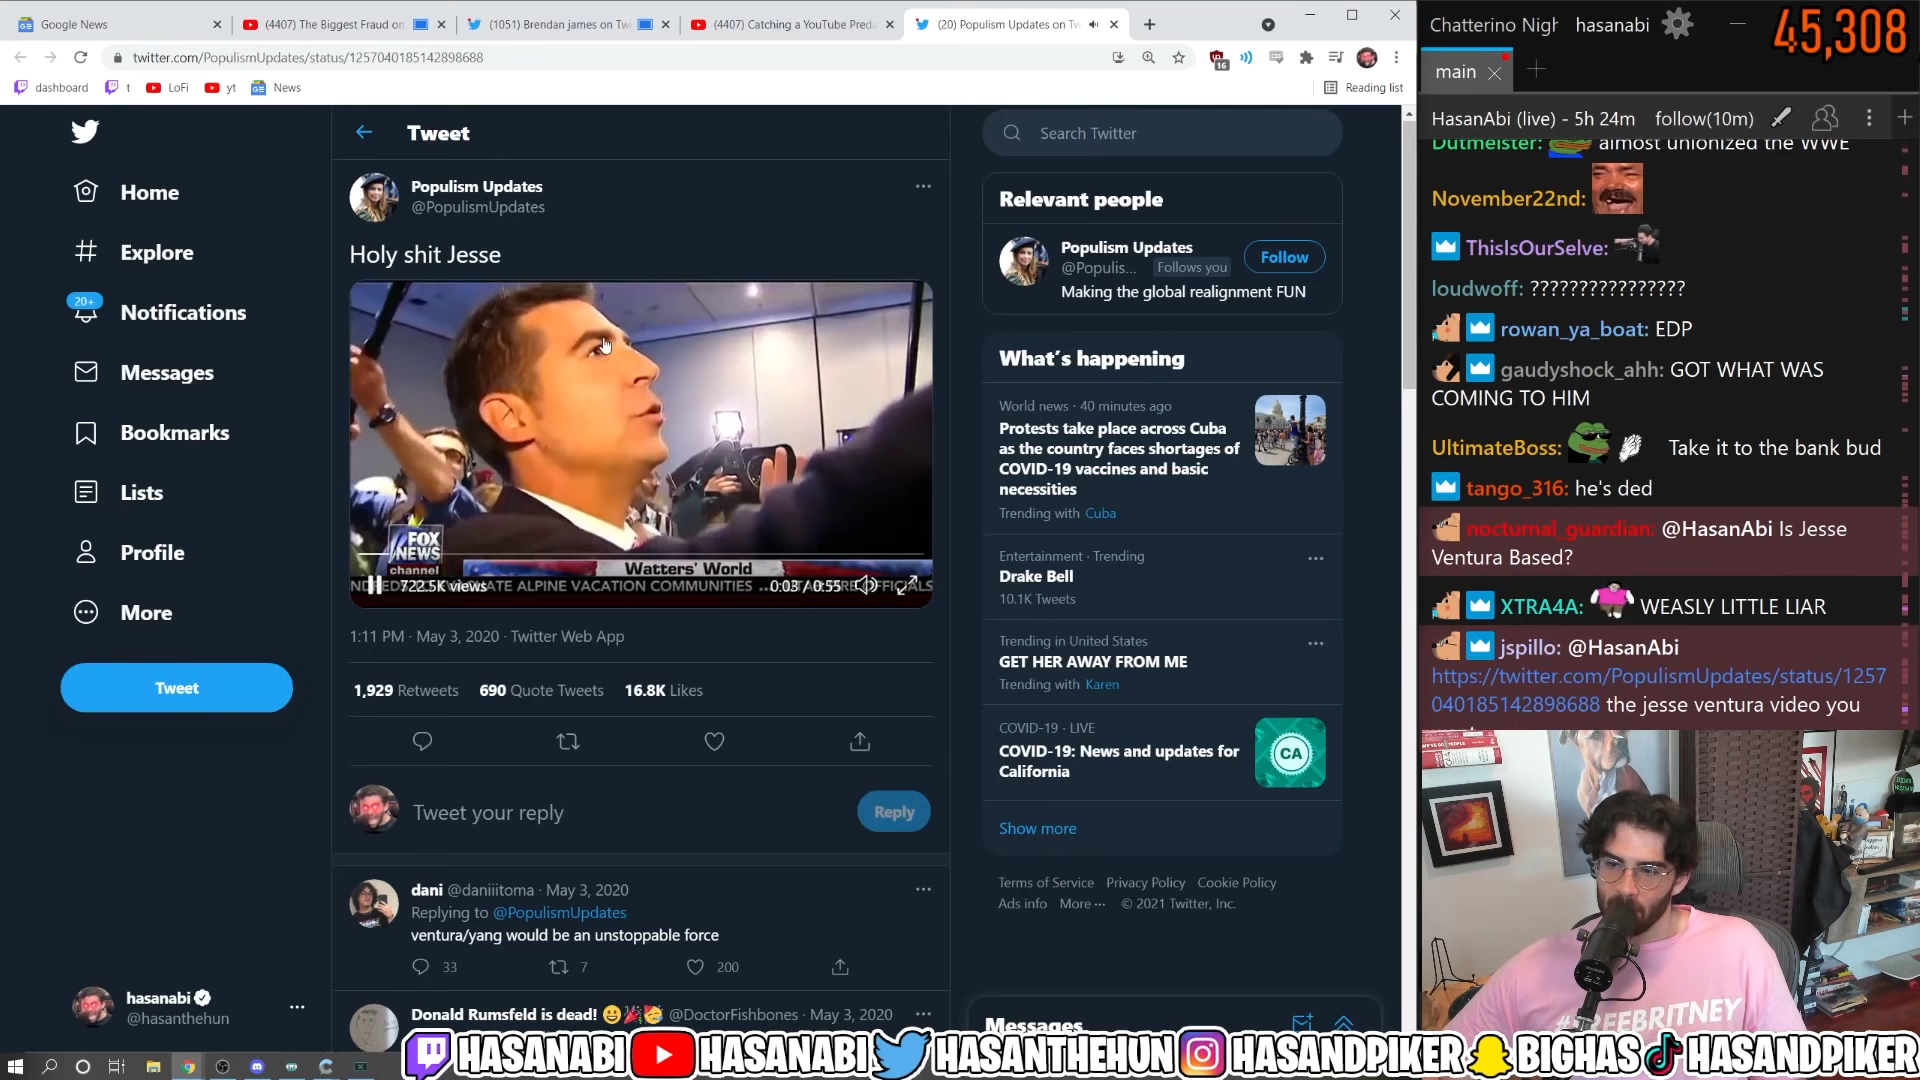 Google News
(4407) The Biggest Fraud on
(1051) Brendan james on Twi
(4407) Catching a YouTube Preda
(20) Populism Updates on Tw
twitter.com/PopulismUpdates/status/1257040185142898688
16
dashboard
t
LoFi
yt
News
Reading list
Home
Explore
20+
Notifications
Messages
Bookmarks
Lists
Profile
More
Tweet
hasanabi
@hasanthehun
Tweet
Populism Updates
@PopulismUpdates
Holy shit Jesse
FOX
NEWS
channel
Watters' World
ATE ALPINE VACATION COMMUNITIES ...
722.5K views
0:03 / 0:55
1:11 PM · May 3, 2020 · Twitter Web App
1,929 Retweets 690 Quote Tweets 16.8K Likes
Tweet your reply
Reply
dani @daniiitoma · May 3, 2020
Replying to @PopulismUpdates
ventura/yang would be an unstoppable force
33 7 200
Donald Rumsfeld is dead! @DoctorFishbones · May 3, 2020
Search Twitter
Relevant people
Populism Updates
@Populis... Follows you
Follow
Making the global realignment FUN
What's happening
World news · 40 minutes ago
Protests take place across Cuba
as the country faces shortages of
COVID-19 vaccines and basic
necessities
Trending with Cuba
Entertainment · Trending
Drake Bell
10.1K Tweets
Trending in United States
GET HER AWAY FROM ME
Trending with Karen
COVID-19 · LIVE
COVID-19: News and updates for
California
CA
Show more
Terms of Service Privacy Policy Cookie Policy
Ads info More ··· © 2021 Twitter, Inc.
Messages
Chatterino Nigh
hasanabi
45,308
main
HasanAbi (live) - 5h 24m follow(10m)
Dutmeister: almost unionized the WWE
November22nd:
ThisIsOurSelve:
loudwoff: ????????????????
rowan_ya_boat: EDP
gaudyshock_ahh: GOT WHAT WAS
COMING TO HIM
UltimateBoss: Take it to the bank bud
tango_316: he's ded
nocturnal_guardian: @HasanAbi Is Jesse
Ventura Based?
XTRA4A: WEASLY LITTLE LIAR
jspillo: @HasanAbi
https://twitter.com/PopulismUpdates/status/1257
040185142898688 the jesse ventura video you
#FREEBRITNEY
HASANABI HASANABI HASANTHEHUN HASANDPIKER BIGHAS HASANDPIKER